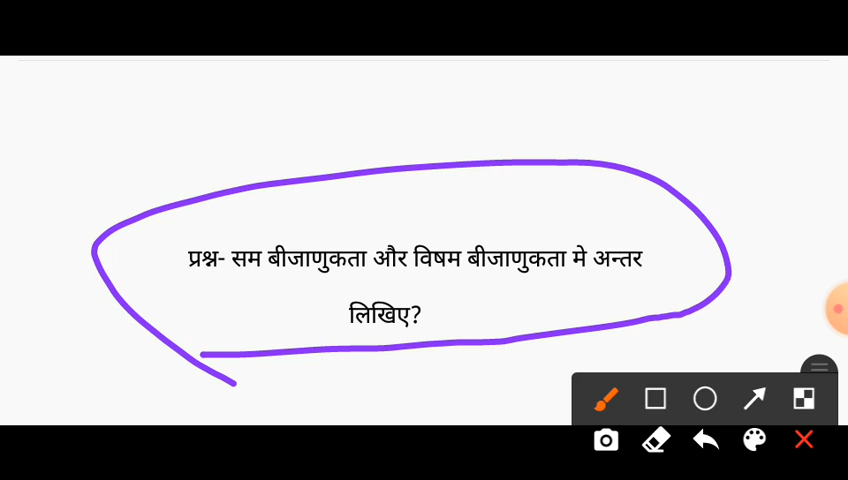 प्रश्न- सम बीजाणुकता और विषम बीजाणुकता मे अन्तर
लिखिए?